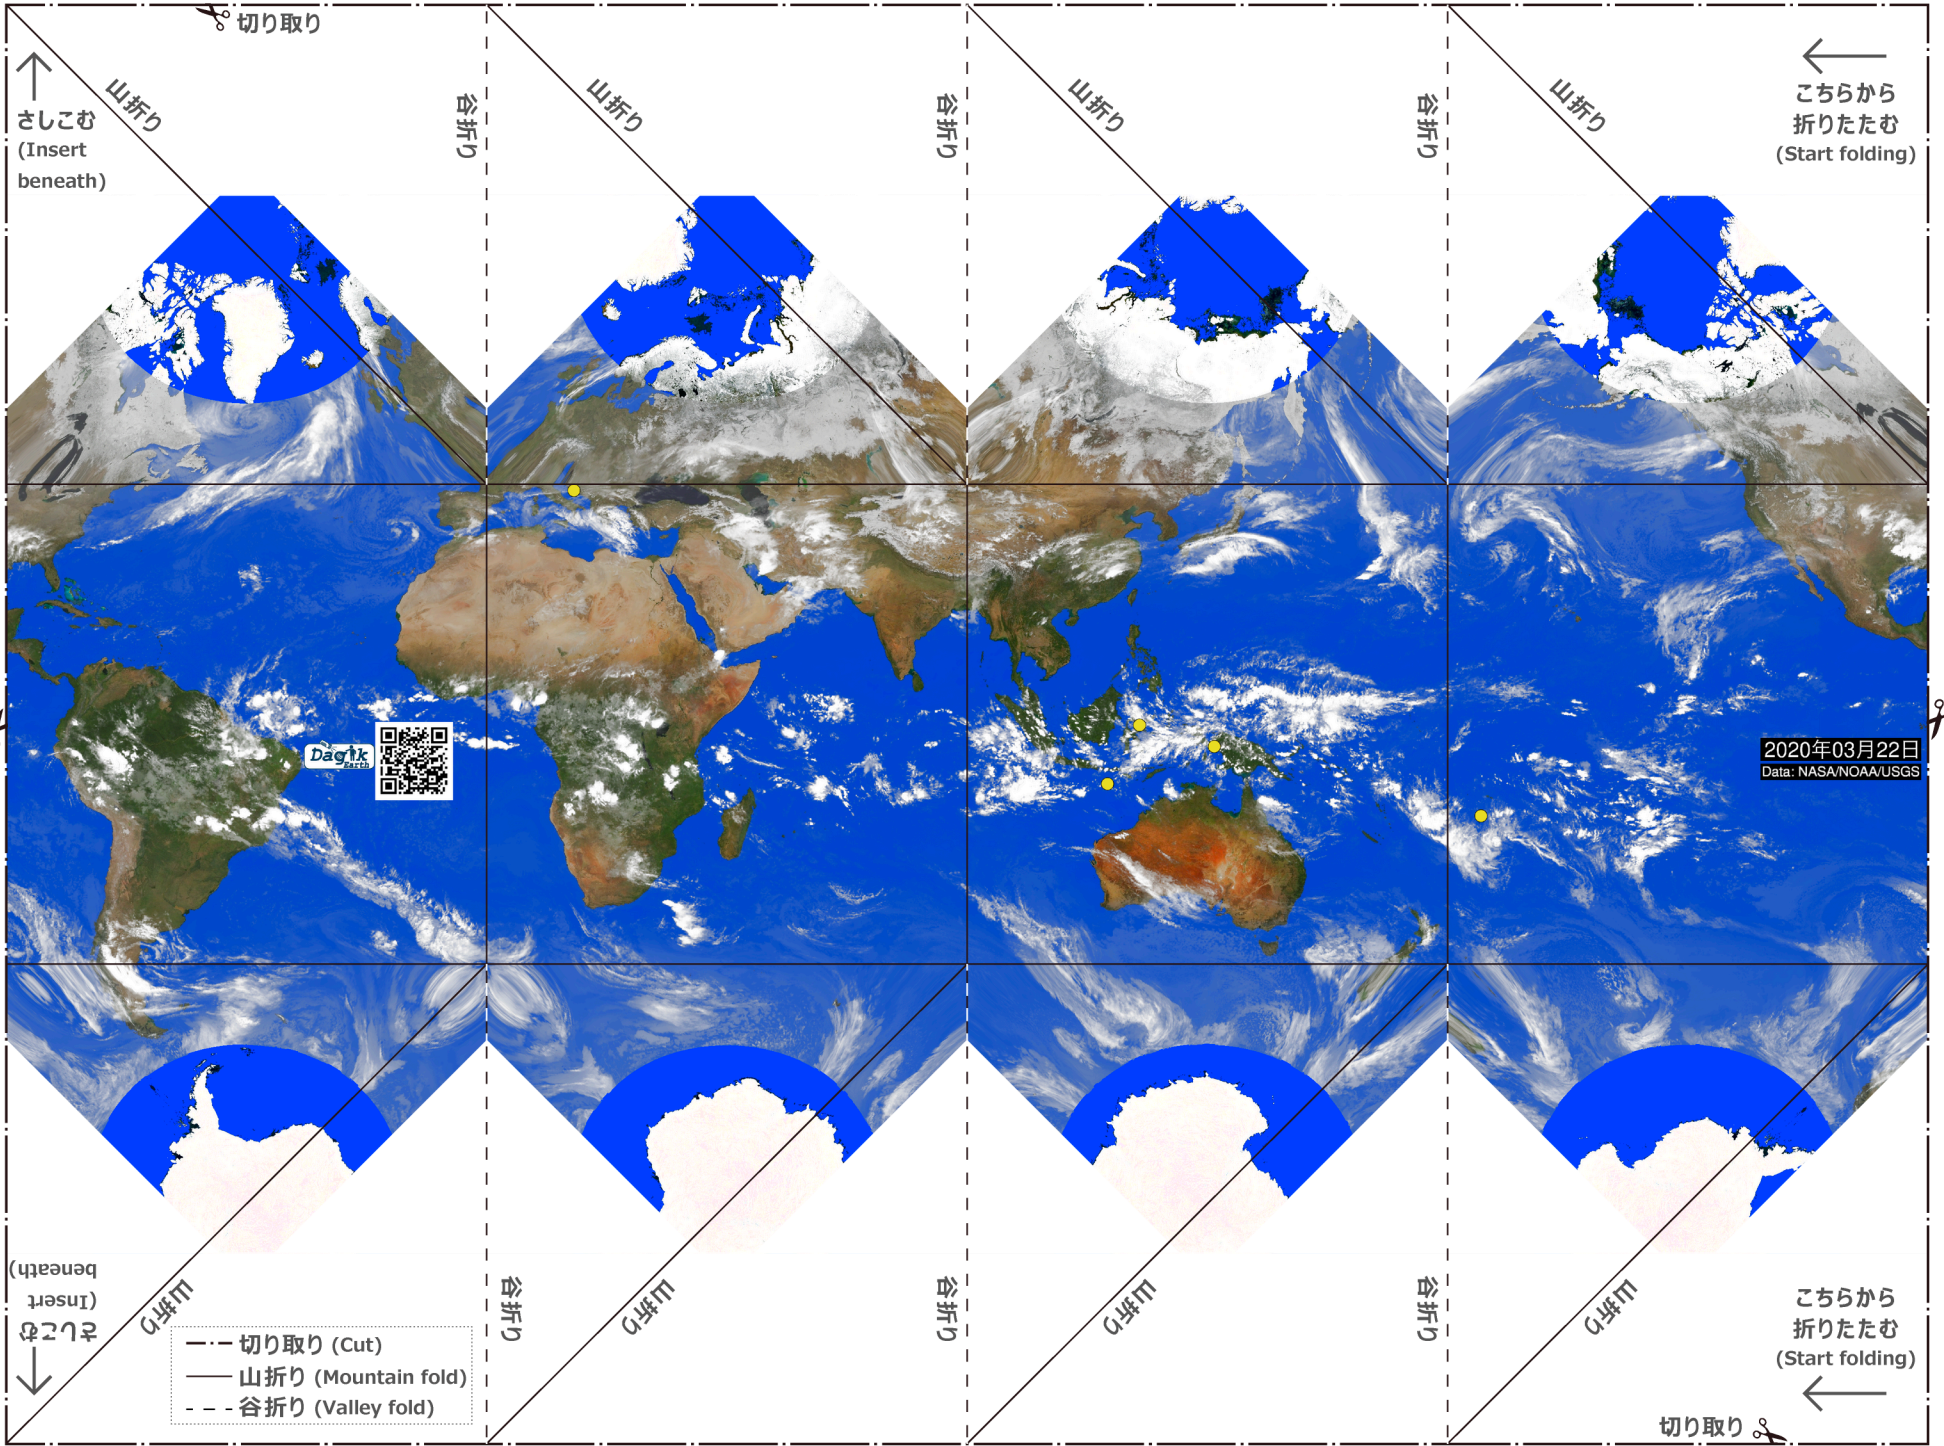 切り取り
山折り
谷折り
山折り
谷折り
山折り
谷折り
山折り
こちらから
折りたたむ
(Start folding)
さしこむ
(Insert
beneath)
Dagik
Earth
2020年03月22日
Data: NASA/NOAA/USGS
さしこむ
(Insert
beneath)
山折り
谷折り
山折り
谷折り
山折り
谷折り
山折り
こちらから
折りたたむ
(Start folding)
切り取り (Cut)
山折り (Mountain fold)
谷折り (Valley fold)
切り取り